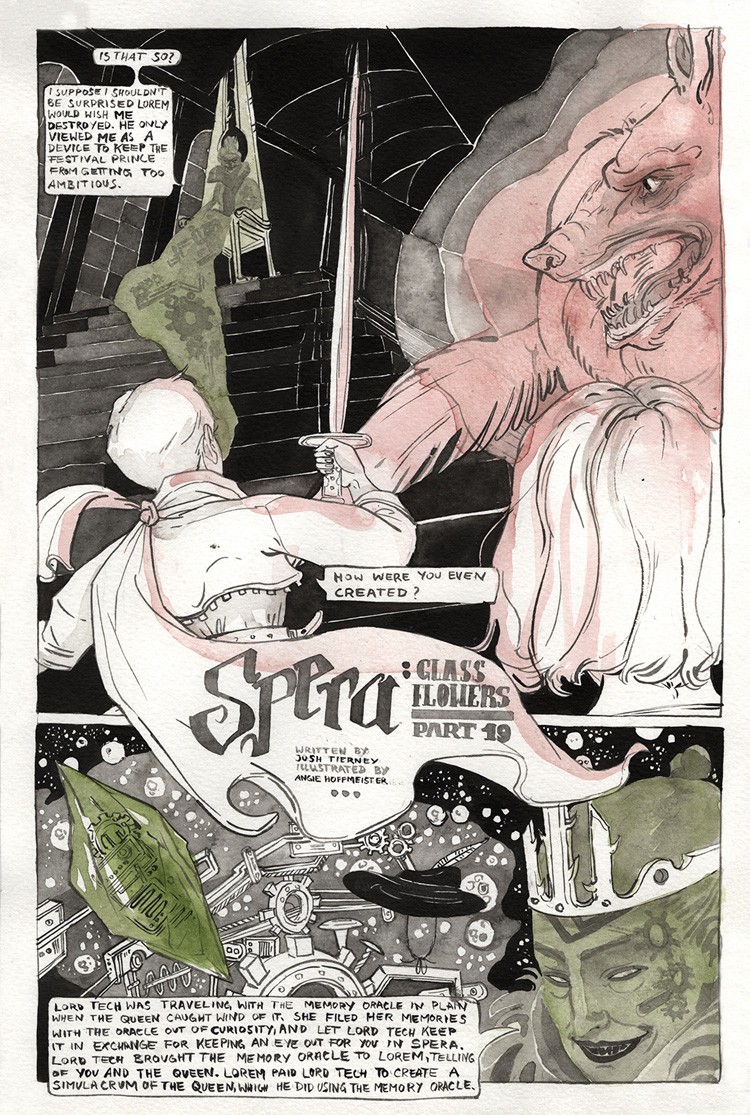 IS THAT SO?
I SUPPOSE I SHOULDN'T
BE SURPRISED LOREM
WOULD WISH ME
DESTROYED. HE ONLY
VIEWED ME AS A
DEVICE TO KEEP THE
FESTIVAL PRINCE
FROM GETTING TOO
AMBITIOUS.
HOW WERE YOU EVEN
CREATED?
Spera: GLASS
FLOWERS
PART 19
WRITTEN BY
JOSH TIERNEY
ILLUSTRATED BY
ANGIE HOFFMEISTER
LORD TECH WAS TRAVELING WITH THE MEMORY ORACLE IN PLAIN
WHEN THE QUEEN CAUGHT WIND OF IT. SHE FILED HER MEMORIES
WITH THE ORACLE OUT OF CURIOSITY, AND LET LORD TECH KEEP
IT IN EXCHANGE FOR KEEPING AN EYE OUT FOR YOU IN SPERA.
LORD TECH BROUGHT THE MEMORY ORACLE TO LOREM, TELLING
OF YOU AND THE QUEEN. LOREM PAID LORD TECH TO CREATE A
SIMULACRUM OF THE QUEEN, WHICH HE DID USING THE MEMORY ORACLE.